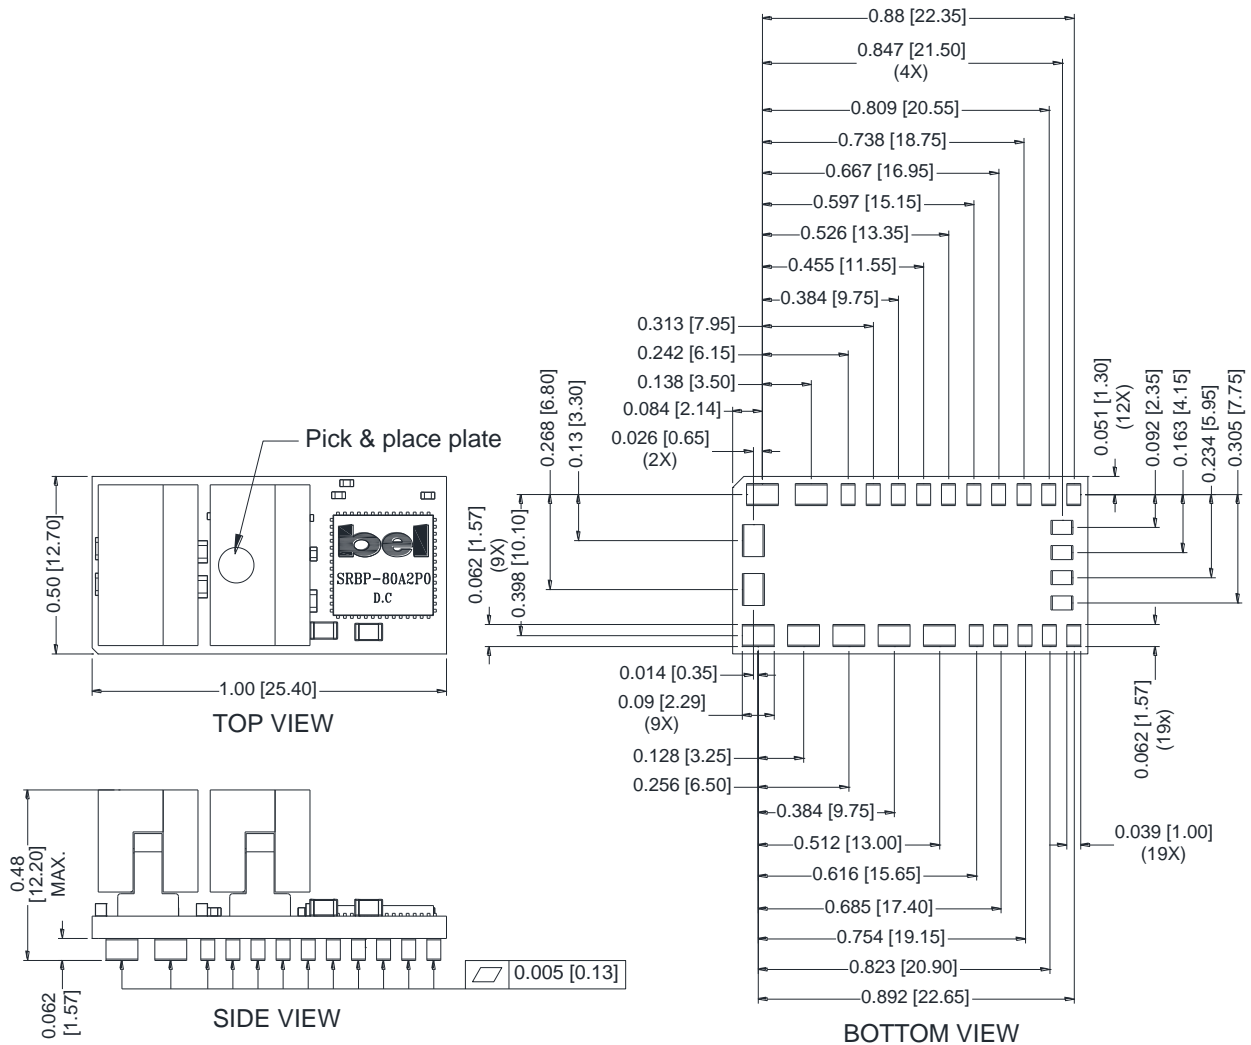 0.88 [22.35]
0.847 [21.50]
(4X)
0.809 [20.55]
0.738 [18.75]
0.667 [16.95]
0.597 [15.15]
0.526 [13.35]
0.455 [11.55]
0.384 [9.75]
0.313 [7.95]
0.242 [6.15]
0.138 [3.50]
0.084 [2.14]
0.026 [0.65]
(2X)
0.268 [6.80]
0.13 [3.30]
0.051 [1.30]
(12X)
0.092 [2.35]
0.163 [4.15]
0.234 [5.95]
0.305 [7.75]
Pick & place plate
0.50 [12.70]
bel
SRBP-80A2P0
D.C
1.00 [25.40]
TOP VIEW
0.062 [1.57]
(9X)
0.398 [10.10]
0.014 [0.35]
0.09 [2.29]
(9X)
0.128 [3.25]
0.256 [6.50]
0.384 [9.75]
0.512 [13.00]
0.616 [15.65]
0.685 [17.40]
0.754 [19.15]
0.823 [20.90]
0.892 [22.65]
0.062 [1.57]
(19x)
0.039 [1.00]
(19X)
BOTTOM VIEW
0.48
[12.20]
MAX.
0.062
[1.57]
0.005 [0.13]
SIDE VIEW